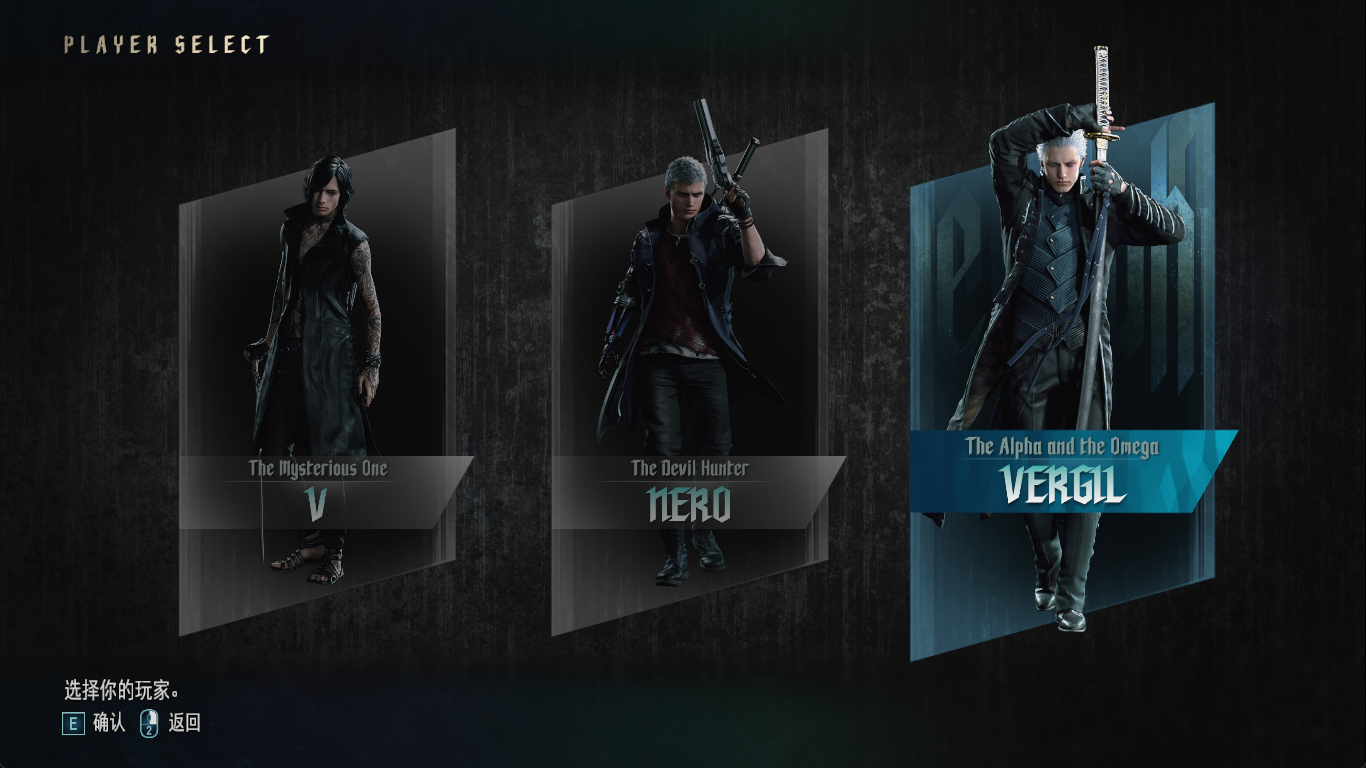 PLAYER SELECT
The Mysterious One
V
The Devil Hunter
NERO
The Alpha and the Omega
VERGIL
选择你的玩家。
E 确认 2 返回